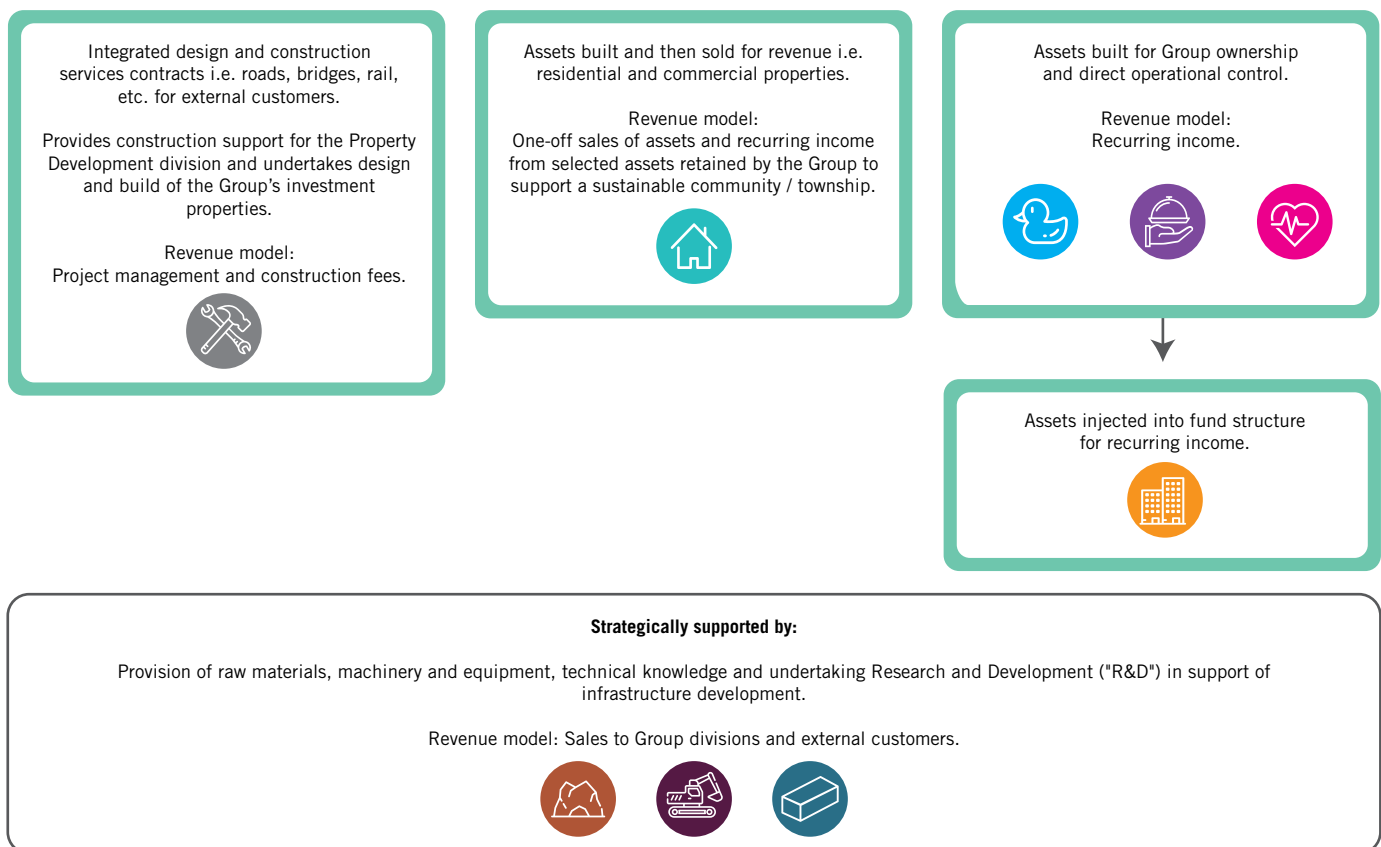 Integrated design and construction
services contracts i.e. roads, bridges, rail,
etc. for external customers.
Provides construction support for the Property
Development division and undertakes design
and build of the Group’s investment
properties.
Revenue model:
Project management and construction fees.
Assets built and then sold for revenue i.e.
residential and commercial properties.
Revenue model:
One-off sales of assets and recurring income
from selected assets retained by the Group to
support a sustainable community / township.
Assets built for Group ownership
and direct operational control.
Revenue model:
Recurring income.
Assets injected into fund structure
for recurring income.
Strategically supported by:
Provision of raw materials, machinery and equipment, technical knowledge and undertaking Research and Development ("R&D") in support of
infrastructure development.
Revenue model: Sales to Group divisions and external customers.